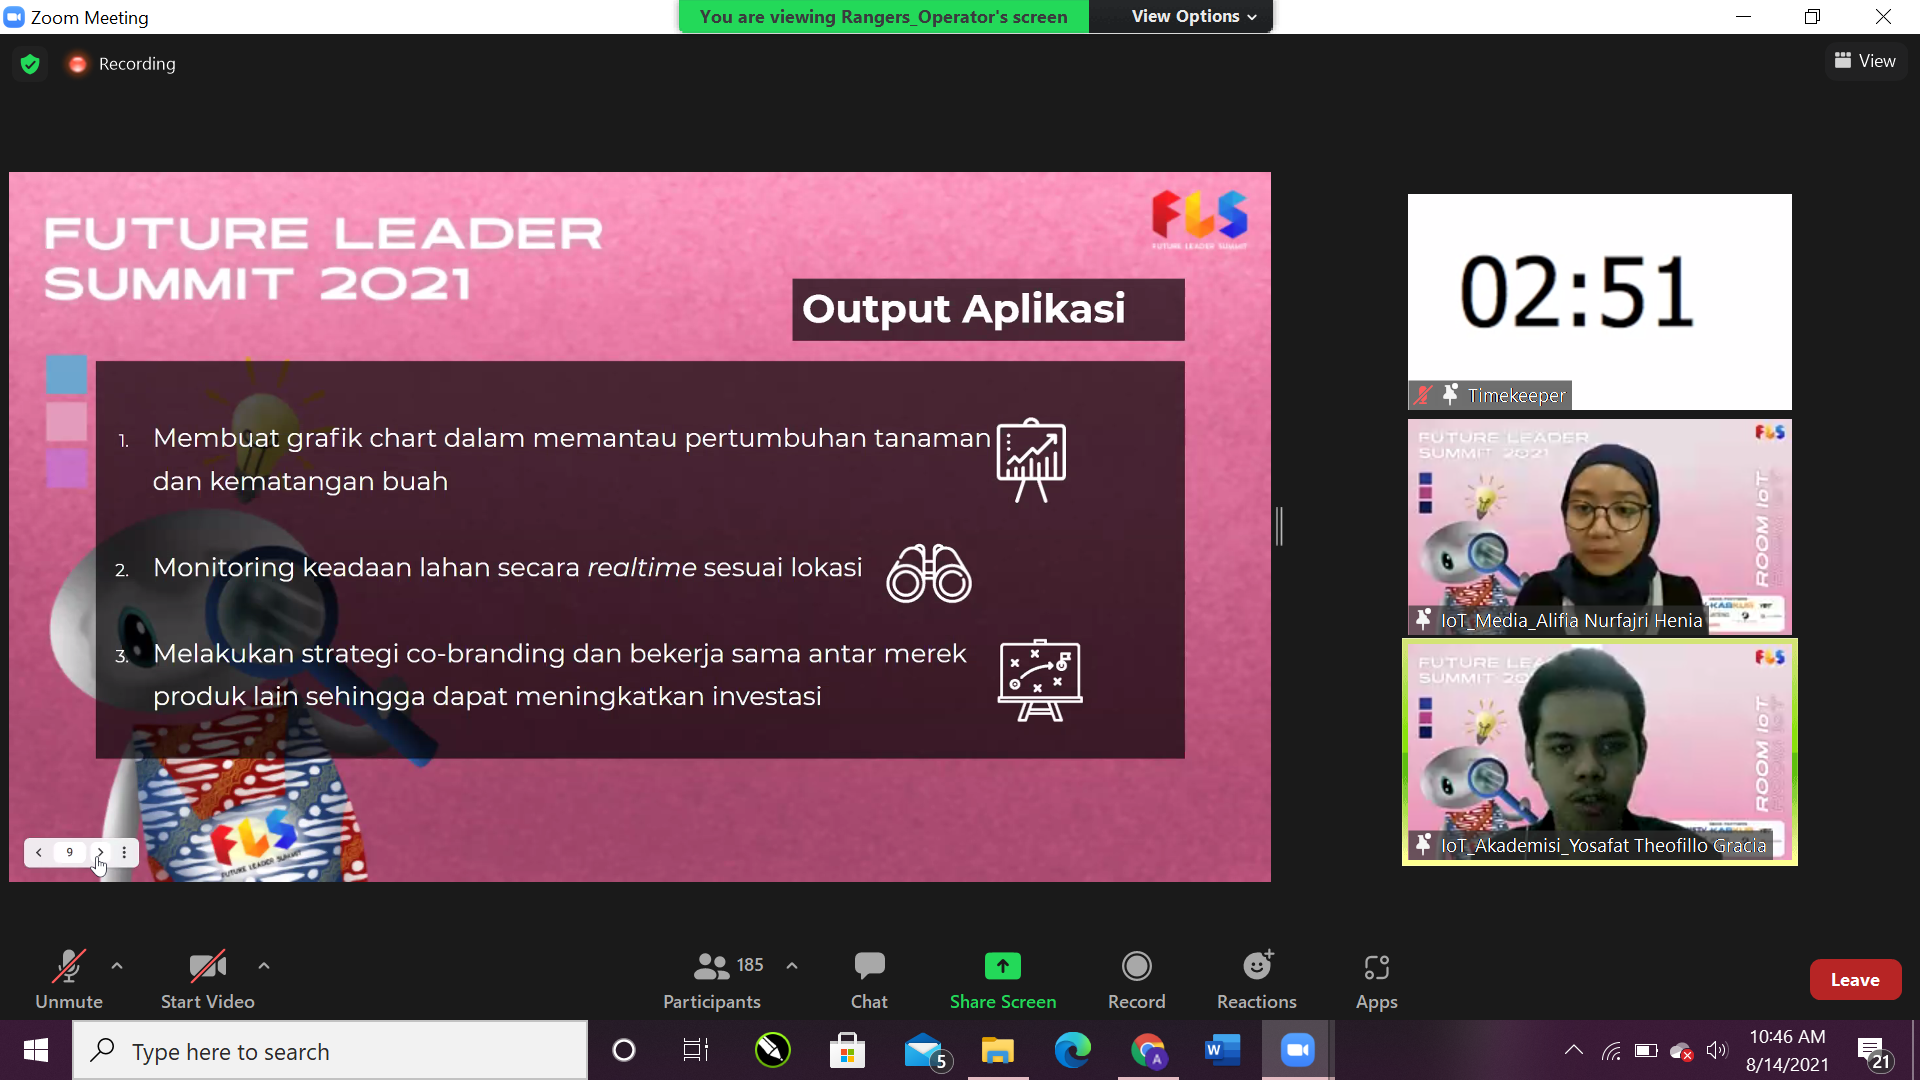 Zoom Meeting
You are viewing Rangers_Operator's screen
View Options
Recording
View
FUTURE LEADER
SUMMIT 2021
FLS
FUTURE LEADER SUMMIT
Output Aplikasi
1. Membuat grafik chart dalam memantau pertumbuhan tanaman
dan kematangan buah
2. Monitoring keadaan lahan secara realtime sesuai lokasi
3. Melakukan strategi co-branding dan bekerja sama antar merek
produk lain sehingga dapat meningkatkan investasi
FLS
FUTURE LEADER SUMMIT
9
02:51
Timekeeper
FUTURE LEADER
SUMMIT 2021
FLS
ROOM IoT
IoT_Media_Alifia Nurfajri Henia
FUTURE LEA
SUMMIT 20
FLS
ROOM IoT
IoT_Akademisi_Yosafat Theofillo Gracia
Unmute
Start Video
185
Participants
Chat
Share Screen
Record
Reactions
Apps
Leave
Type here to search
5
A
W
10:46 AM
8/14/2021
21